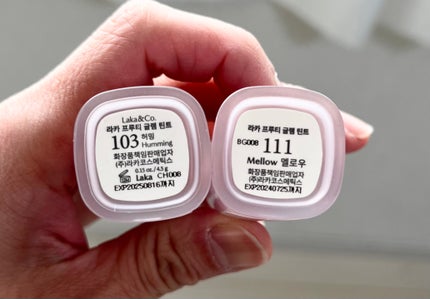 Laka&Co.
라카 프루티 글램 틴트
103 허밍
Humming
화장품책임판매업자
(주)라카코스메틱스
0.15 oz. / 4.5 g
Laka CH008
EXP20250816까지
라카 프루티 글램 틴트
BG008 111
Mellow 멜로우
화장품책임판매업자
(주)라카코스메틱스
EXP20240725까지